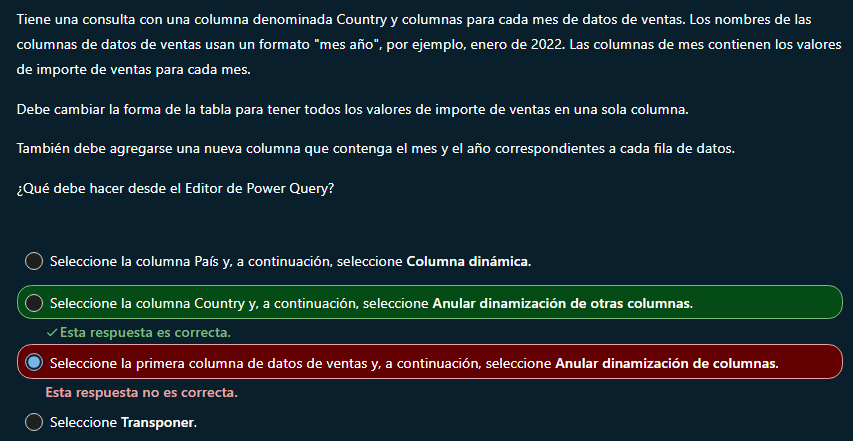 Tiene una consulta con una columna denominada Country y columnas para cada mes de datos de ventas. Los nombres de las
columnas de datos de ventas usan un formato "mes año", por ejemplo, enero de 2022. Las columnas de mes contienen los valores
de importe de ventas para cada mes.
Debe cambiar la forma de la tabla para tener todos los valores de importe de ventas en una sola columna.
También debe agregarse una nueva columna que contenga el mes y el año correspondientes a cada fila de datos.
¿Qué debe hacer desde el Editor de Power Query?
Seleccione la columna País y, a continuación, seleccione Columna dinámica.
Seleccione la columna Country y, a continuación, seleccione Anular dinamización de otras columnas.
Esta respuesta es correcta.
Seleccione la primera columna de datos de ventas y, a continuación, seleccione Anular dinamización de columnas.
Esta respuesta no es correcta.
Seleccione Transponer.